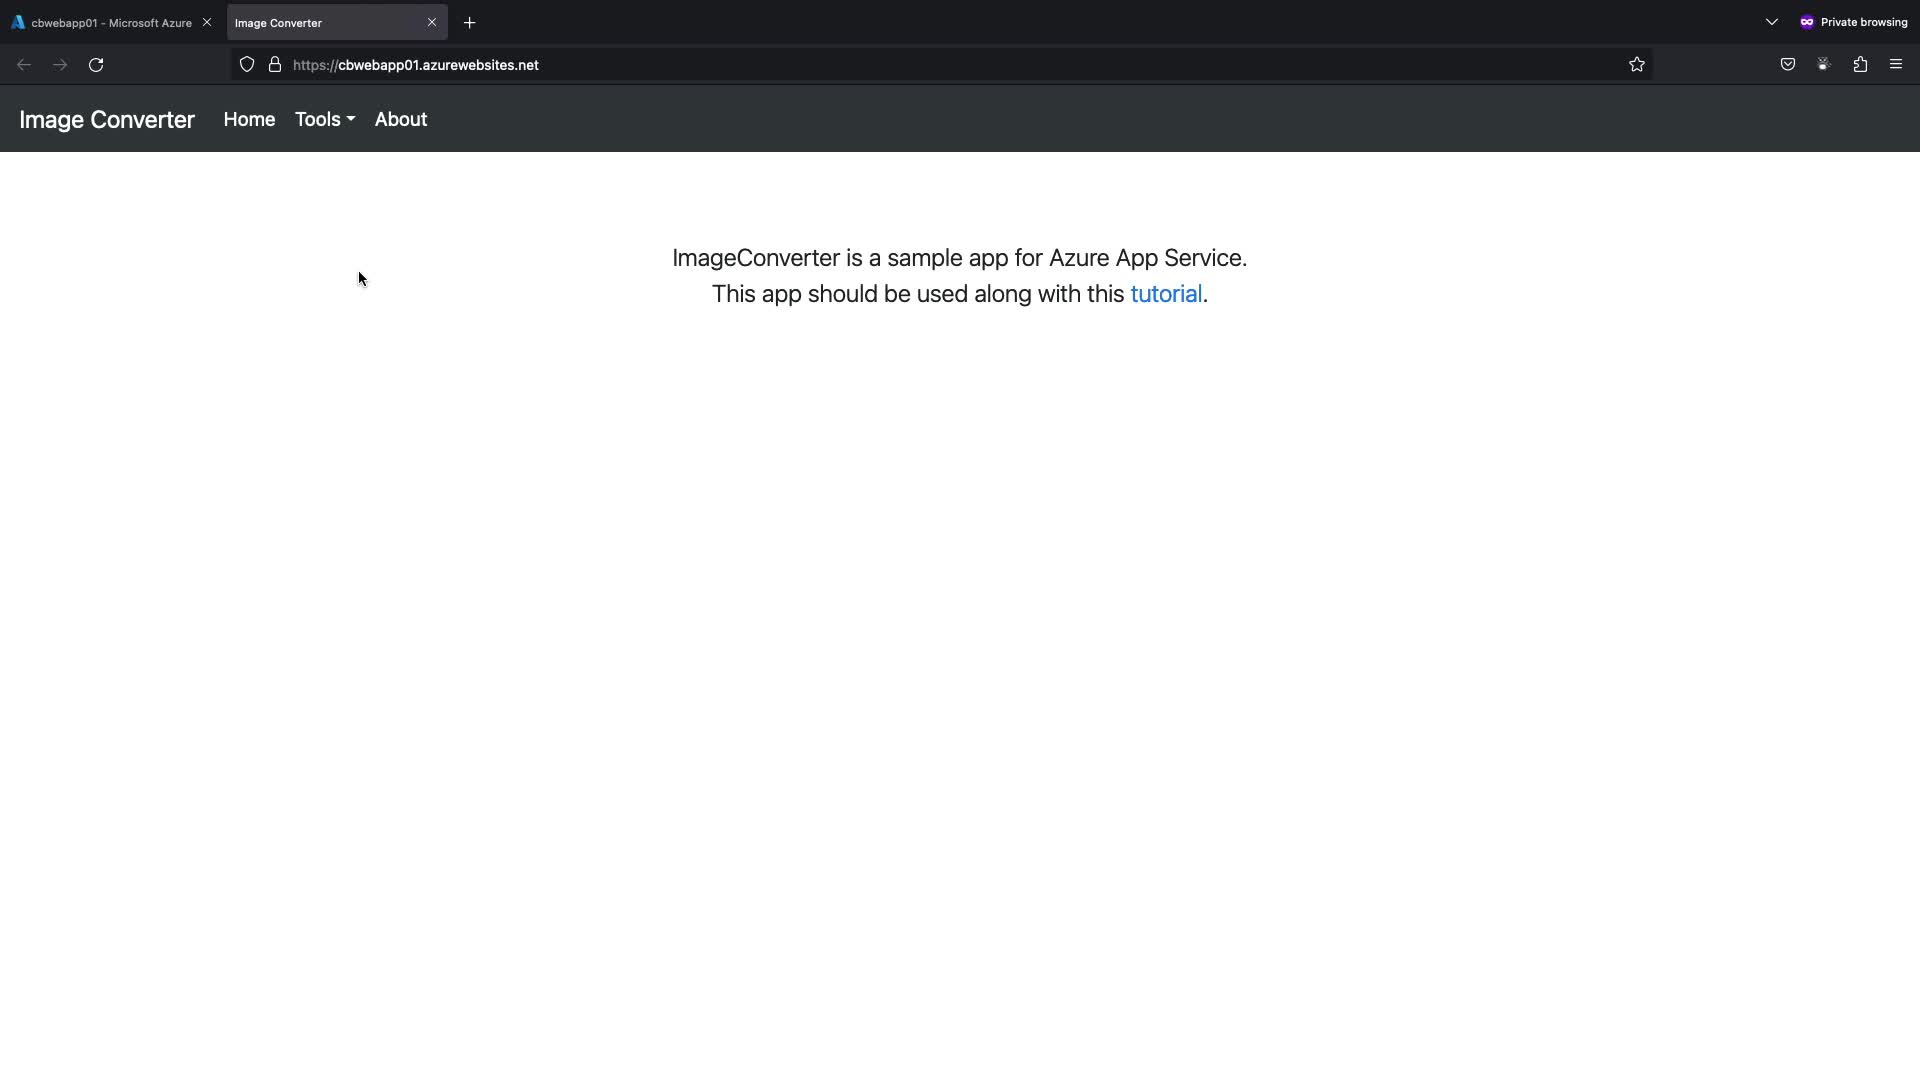 cbwebapp01 - Microsoft Azure
Image Converter
Private browsing
https://cbwebapp01.azurewebsites.net
Image Converter Home Tools About
ImageConverter is a sample app for Azure App Service.
This app should be used along with this tutorial.